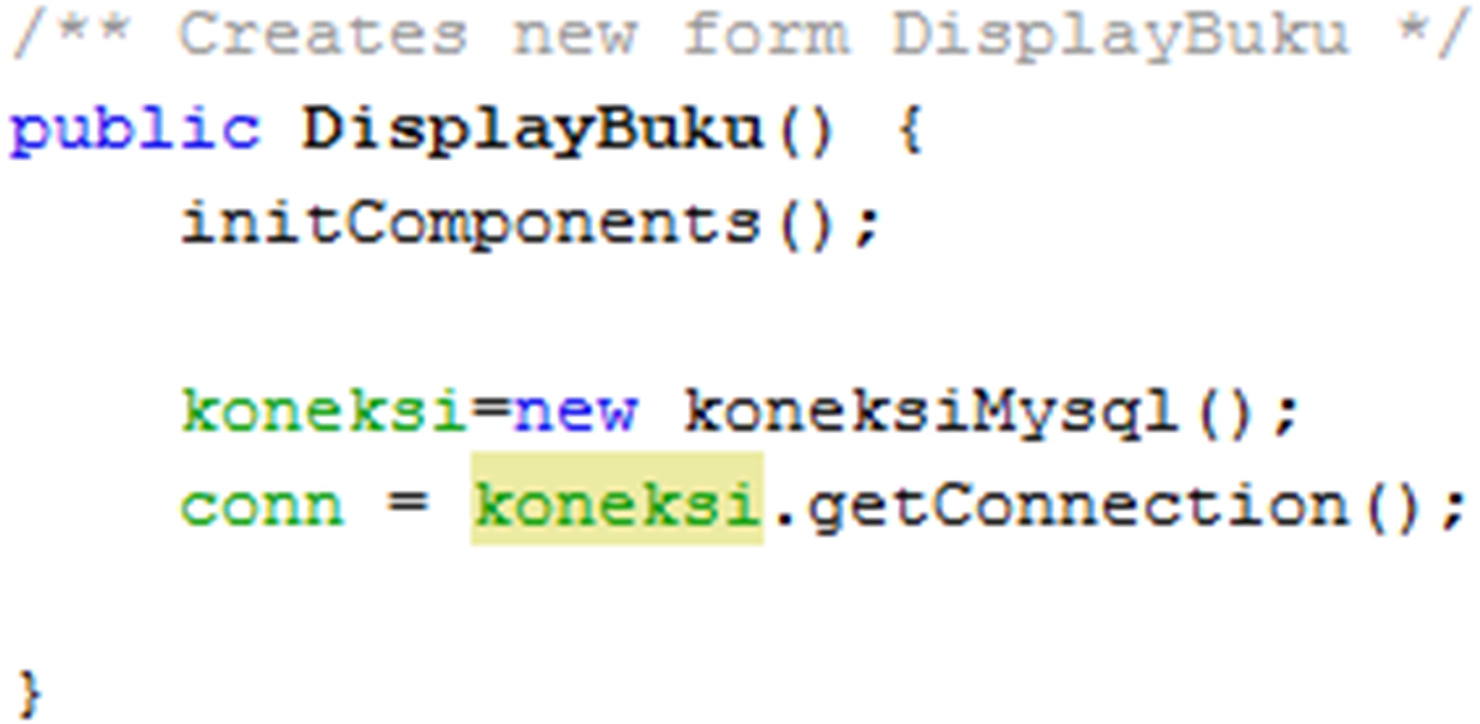 /** Creates new form DisplayBuku */
public DisplayBuku() {
    initComponents();
    koneksi=new koneksiMysql();
    conn = koneksi.getConnection();
}